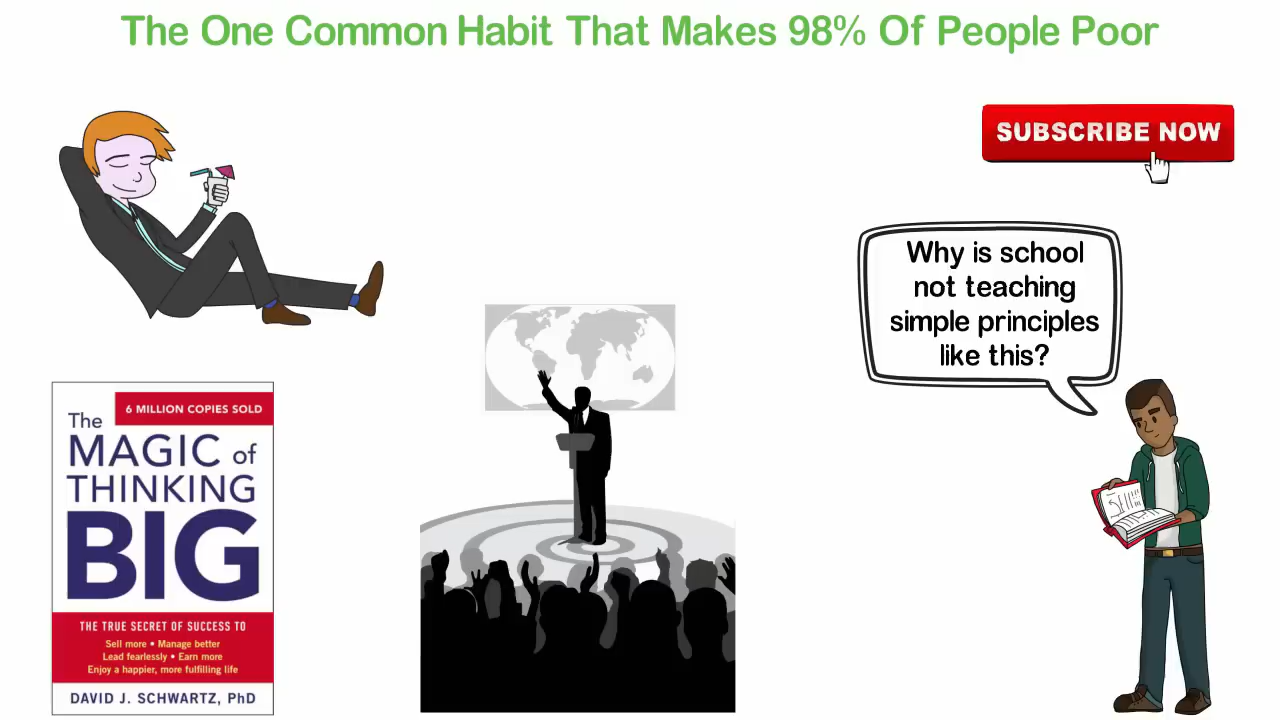 The One Common Habit That Makes 98% Of People Poor
SUBSCRIBE NOW
Why is school
not teaching
simple principles
like this?
6 MILLION COPIES SOLD
The
MAGIC of
THINKING
BIG
THE TRUE SECRET OF SUCCESS TO
Sell more • Manage better
Lead fearlessly • Earn more
Enjoy a happier, more fulfilling life
DAVID J. SCHWARTZ, PhD